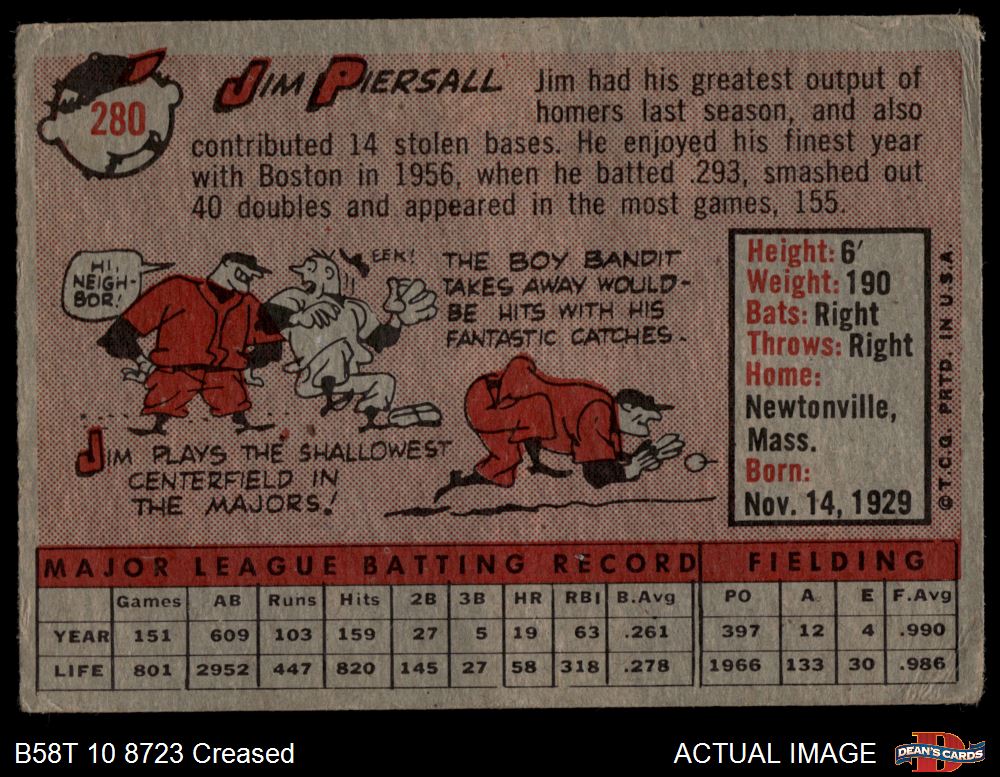 280
JIM PIERSALL
Jim had his greatest output of
homers last season, and also
contributed 14 stolen bases. He enjoyed his finest year
with Boston in 1956, when he batted .293, smashed out
40 doubles and appeared in the most games, 155.
HI,
NEIGH-
BOR!
EEK!
THE BOY BANDIT
TAKES AWAY WOULD-
BE HITS WITH HIS
FANTASTIC CATCHES.
JIM PLAYS THE SHALLOWEST
CENTERFIELD IN
THE MAJORS!
Height: 6'
Weight: 190
Bats: Right
Throws: Right
Home:
Newtonville,
Mass.
Born:
Nov. 14, 1929
© T.C.G. PRTD. IN U.S.A.
MAJOR LEAGUE BATTING RECORD FIELDING
Games AB Runs Hits 2B 3B HR RBI B.Avg PO A E F.Avg
YEAR 151 609 103 159 27 5 19 63 .261 397 12 4 .990
LIFE 801 2952 447 820 145 27 58 318 .278 1966 133 30 .986
B58T 10 8723 Creased
ACTUAL IMAGE
DEAN'S CARDS